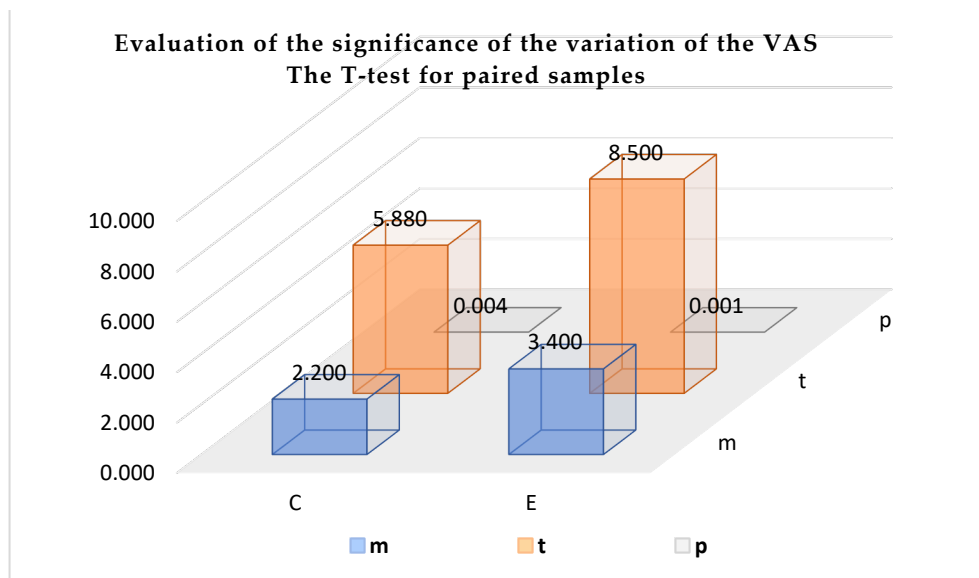 Evaluation of the significance of the variation of the VAS
The T-test for paired samples
8.500
10.000
5.880
8.000
0.004
0.001
6.000
p
3.400
4.000
2.200
t
2.000
m
0.000
C
E
m
t
p